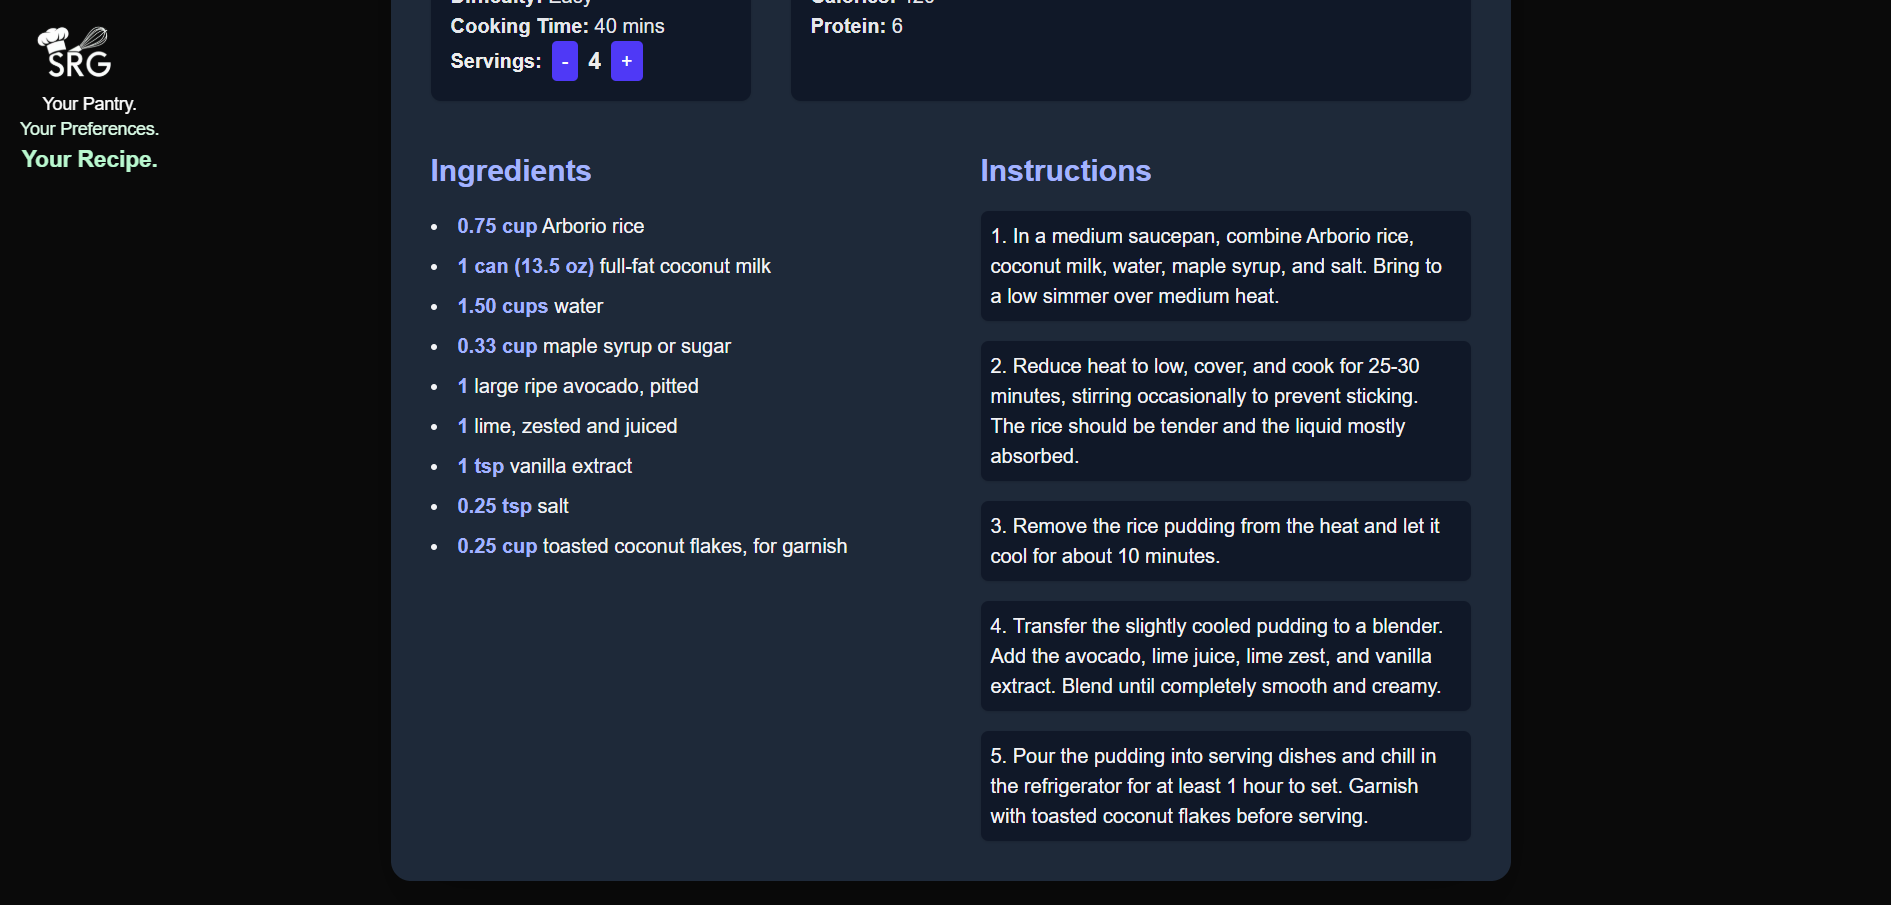 SRG
Your Pantry.
Your Preferences.
Your Recipe.
Cooking Time: 40 mins
Servings: - 4 +
Protein: 6
Ingredients
• 0.75 cup Arborio rice
• 1 can (13.5 oz) full-fat coconut milk
• 1.50 cups water
• 0.33 cup maple syrup or sugar
• 1 large ripe avocado, pitted
• 1 lime, zested and juiced
• 1 tsp vanilla extract
• 0.25 tsp salt
• 0.25 cup toasted coconut flakes, for garnish
Instructions
1. In a medium saucepan, combine Arborio rice,
coconut milk, water, maple syrup, and salt. Bring to
a low simmer over medium heat.
2. Reduce heat to low, cover, and cook for 25-30
minutes, stirring occasionally to prevent sticking.
The rice should be tender and the liquid mostly
absorbed.
3. Remove the rice pudding from the heat and let it
cool for about 10 minutes.
4. Transfer the slightly cooled pudding to a blender.
Add the avocado, lime juice, lime zest, and vanilla
extract. Blend until completely smooth and creamy.
5. Pour the pudding into serving dishes and chill in
the refrigerator for at least 1 hour to set. Garnish
with toasted coconut flakes before serving.